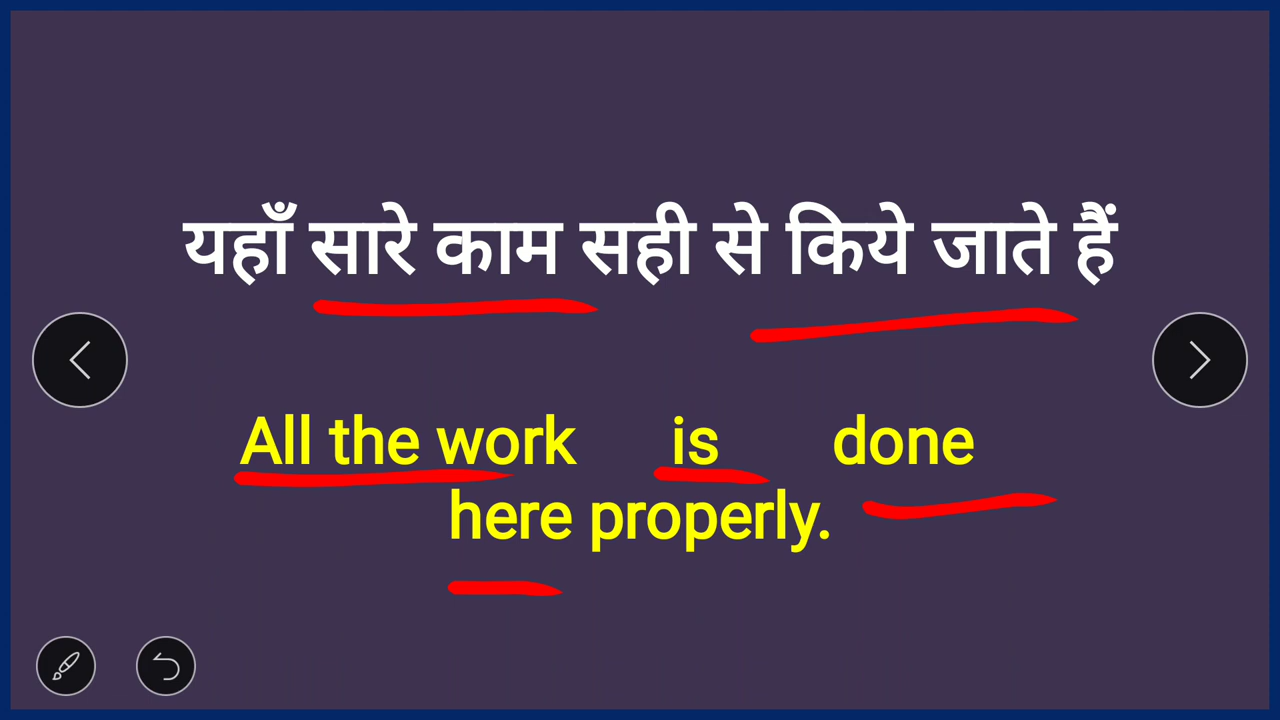 यहाँ सारे काम सही से किये जाते हैं
All the work is done
here properly.